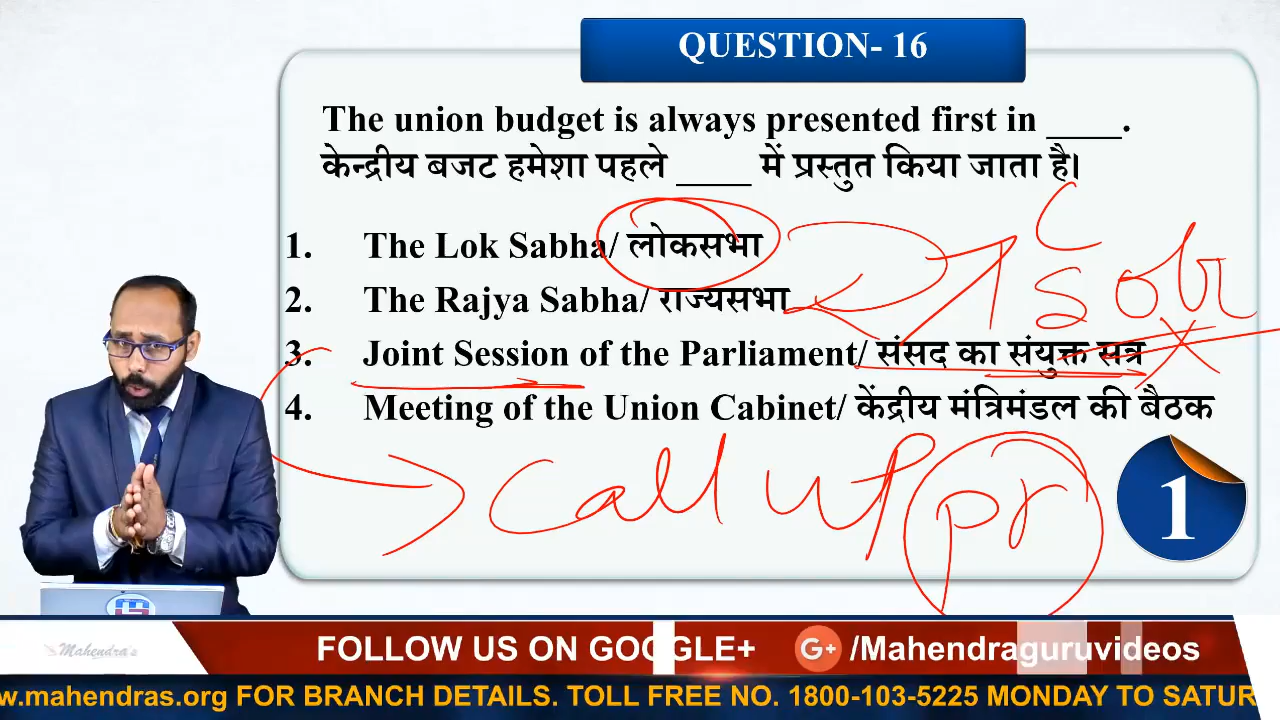 QUESTION- 16
The union budget is always presented first in ____.
केन्द्रीय बजट हमेशा पहले ____ में प्रस्तुत किया जाता है।
1. The Lok Sabha/ लोकसभा
2. The Rajya Sabha/ राज्यसभा
3. Joint Session of the Parliament/ संसद का संयुक्त सत्र
4. Meeting of the Union Cabinet/ केंद्रीय मंत्रिमंडल की बैठक
call up
pr
1
Mahendra's
FOLLOW US ON GOOGLE+
G+ /Mahendraguruvideos
w.mahendras.org FOR BRANCH DETAILS. TOLL FREE NO. 1800-103-5225 MONDAY TO SATUR